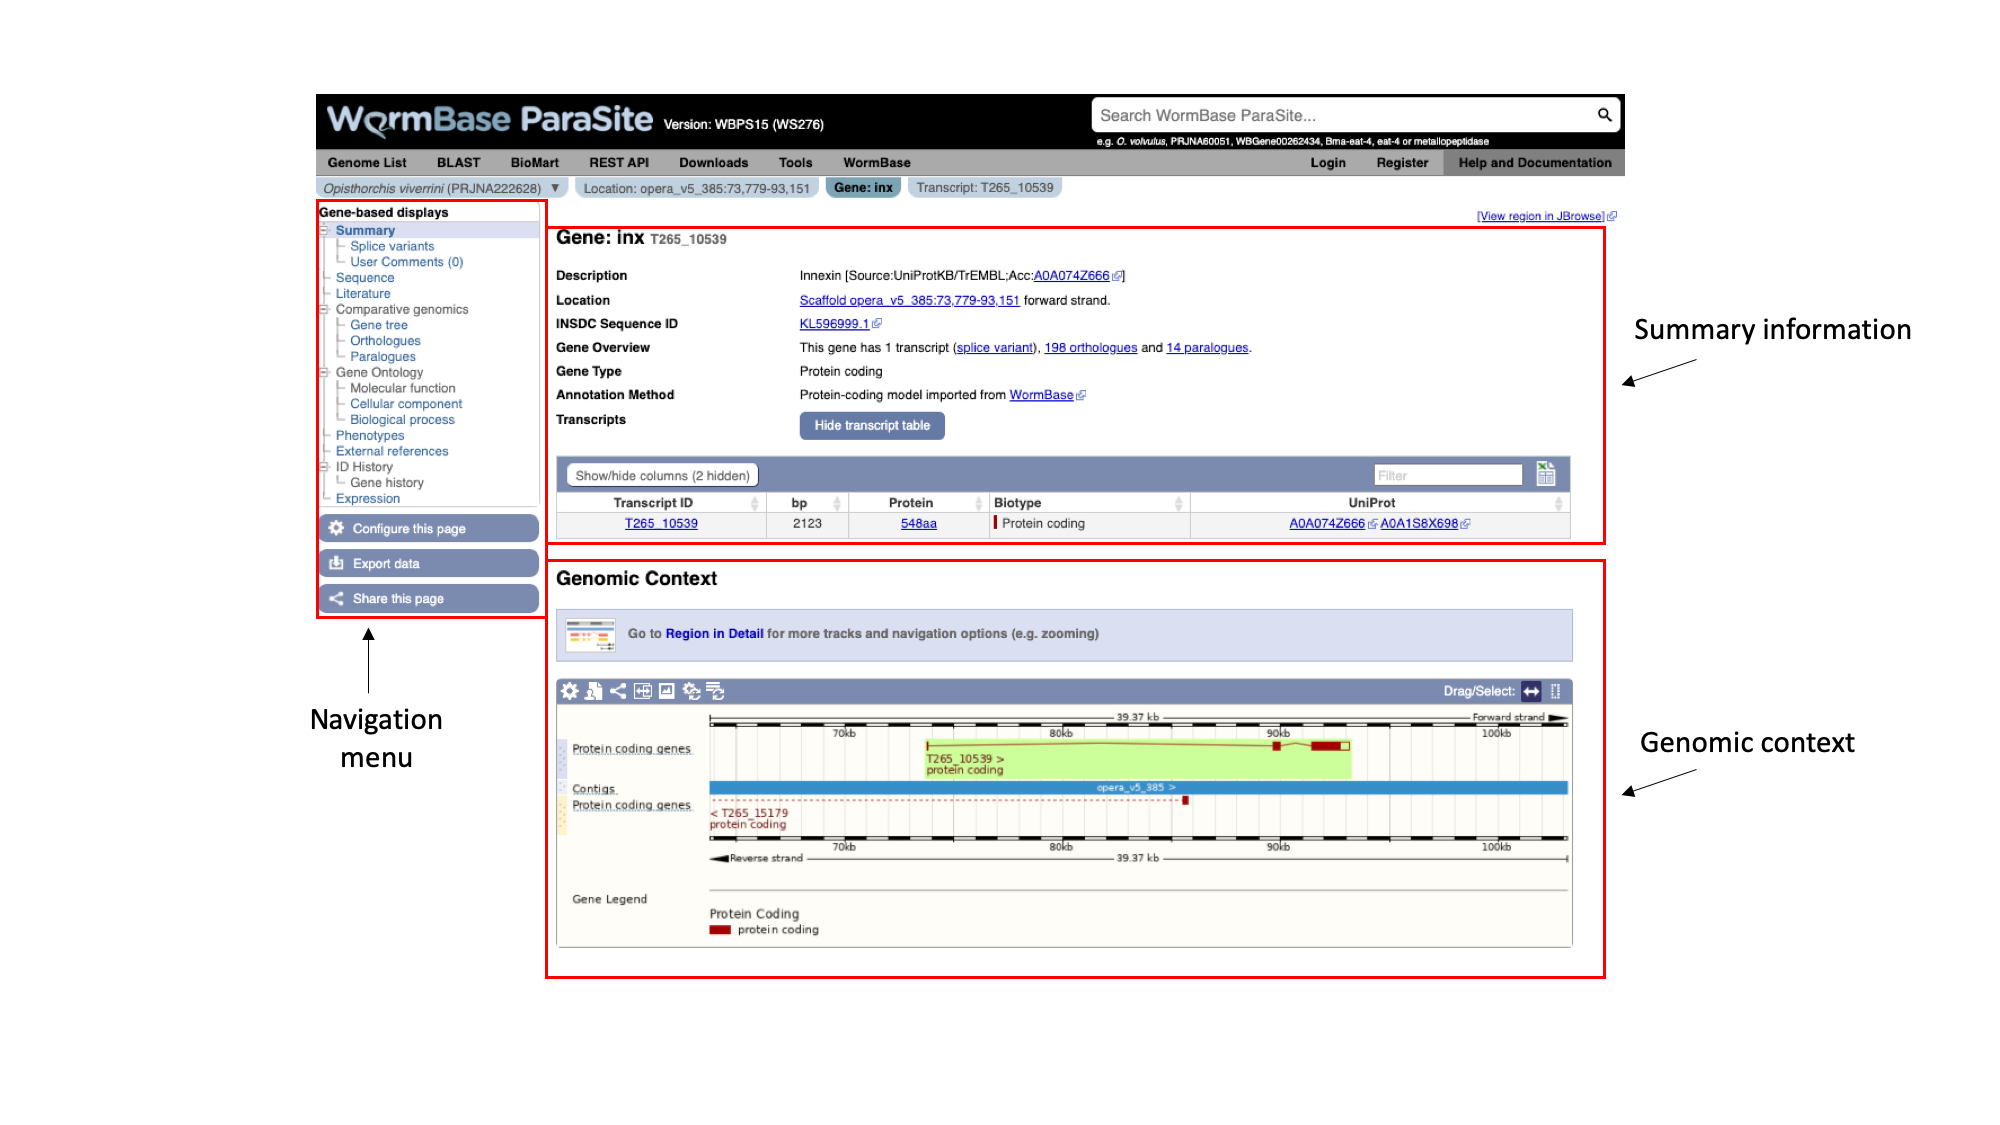 WormBase ParaSite Version: WBPS15 (WS276)
Search WormBase ParaSite...
e.g. O. volvulus, PRJNA60051, WBGene00262434, Bma-eat-4, eat-4 or metallopeptidase
Genome List BLAST BioMart REST API Downloads Tools WormBase Login Register Help and Documentation
Opisthorchis viverrini (PRJNA222628) ▼ Location: opera_v5_385:73,779-93,151 Gene: inx Transcript: T265_10539
Gene-based displays
Summary
Splice variants
User Comments (0)
Sequence
Literature
Comparative genomics
Gene tree
Orthologues
Paralogues
Gene Ontology
Molecular function
Cellular component
Biological process
Phenotypes
External references
ID History
Gene history
Expression
Configure this page
Export data
Share this page
Navigation
menu
[View region in JBrowse]
Gene: inx T265_10539
Description Innexin [Source:UniProtKB/TrEMBL;Acc:A0A074Z666]
Location Scaffold opera_v5_385:73,779-93,151 forward strand.
INSDC Sequence ID KL596999.1
Gene Overview This gene has 1 transcript (splice variant), 198 orthologues and 14 paralogues.
Gene Type Protein coding
Annotation Method Protein-coding model imported from WormBase
Transcripts Hide transcript table
Show/hide columns (2 hidden) Filter
Transcript ID bp Protein Biotype UniProt
T265_10539 2123 548aa Protein coding A0A074Z666 A0A1S8X698
Summary information
Genomic Context
Go to Region in Detail for more tracks and navigation options (e.g. zooming)
Drag/Select:
39.37 kb Forward strand
70kb 80kb 90kb 100kb
Protein coding genes
T265_10539 >
protein coding
Contigs opera_v5_385 >
Protein coding genes
< T265_15179
protein coding
70kb 80kb 90kb 100kb
Reverse strand 39.37 kb
Gene Legend
Protein Coding
protein coding
Genomic context